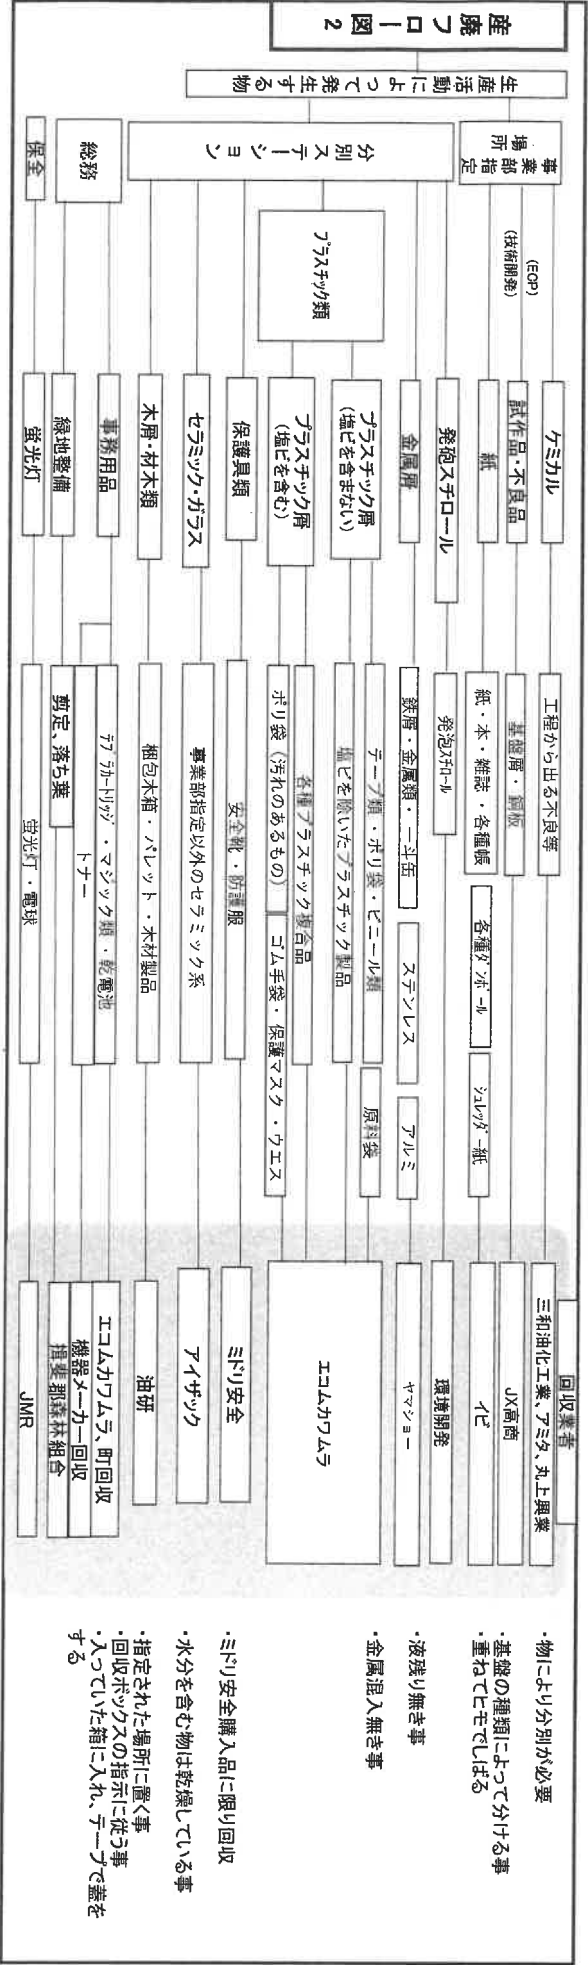 産廃フロー図 2
生産活動によって発生する物
事業部指定
場所
分別ステーション
総務
保全
(EOP)
(技術開発)
プラスチック類
ケミカル
試作品・不良品
紙
発砲スチロール
金属屑
プラスチック屑
(塩ビを含まない)
プラスチック屑
(塩ビを含む)
保護具類
セラミック・ガラス
木屑・材木類
事務用品
緑地整備
蛍光灯
工程から出る不良等
基盤屑・銅板
紙・本・雑誌・各種帳
各種ダンボール
シュレッダー紙
発泡スチロール
鉄屑・金属類・一斗缶
ステンレス
アルミ
テープ類・ポリ袋・ビニール類
原料袋
塩ビを除いたプラスチック製品
各種プラスチック複合品
ポリ袋(汚れのあるもの)
ゴム手袋・保護マスク・ウエス
安全靴・防護服
事業部指定以外のセラミック系
梱包木箱・パレット・木材製品
テプラカートリッジ・マジック類・乾電池
トナー
剪定、落ち葉
蛍光灯・電球
回収業者
三和油化工業、アミタ、丸上興業
JX高商
イビ
環境開発
ヤマショー
エコムカワムラ
ミドリ安全
アイザック
油研
エコムカワムラ、町回収
機器メーカー回収
揖斐郡森林組合
JMR
・物により分別が必要
・基盤の種類によって分ける事
・重ねてヒモでしばる
・液残り無き事
・金属混入無き事
・ミドリ安全購入品に限り回収
・水分を含む物は乾燥している事
・指定された場所に置く事
・回収ボックスの指示に従う事
・入っていた箱に入れ、テープで蓋を
する